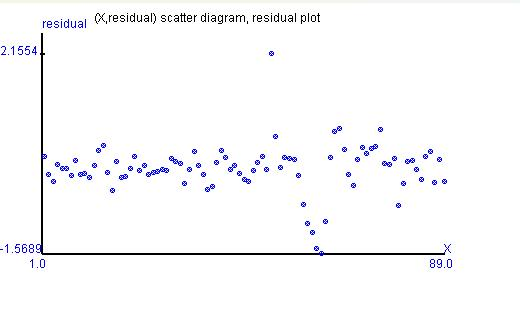 residual (X,residual) scatter diagram, residual plot
2.1554
-1.5689
X
1.0 89.0